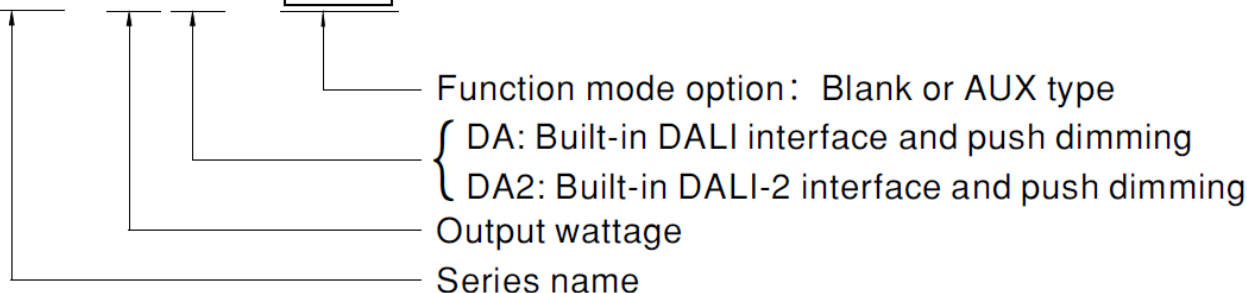 Function mode option: Blank or AUX type
DA: Built-in DALI interface and push dimming
DA2: Built-in DALI-2 interface and push dimming
Output wattage
Series name